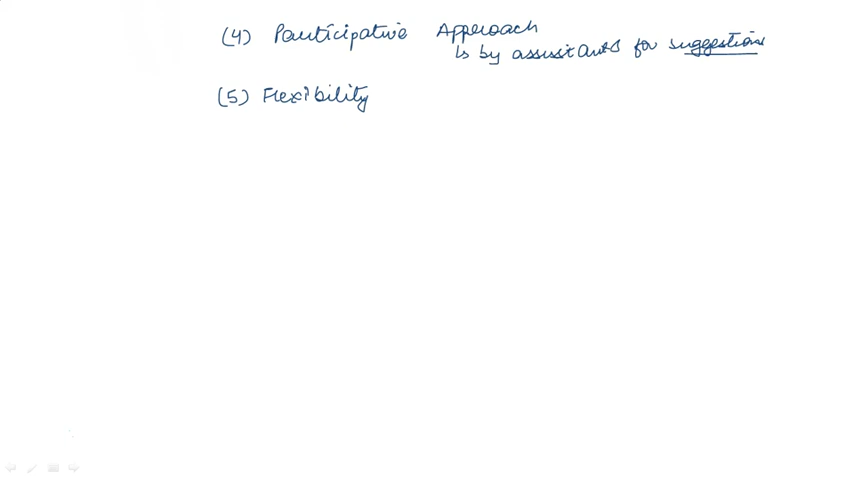 (4) Participative Approach
↳ by assistants for suggestions
(5) Flexibility